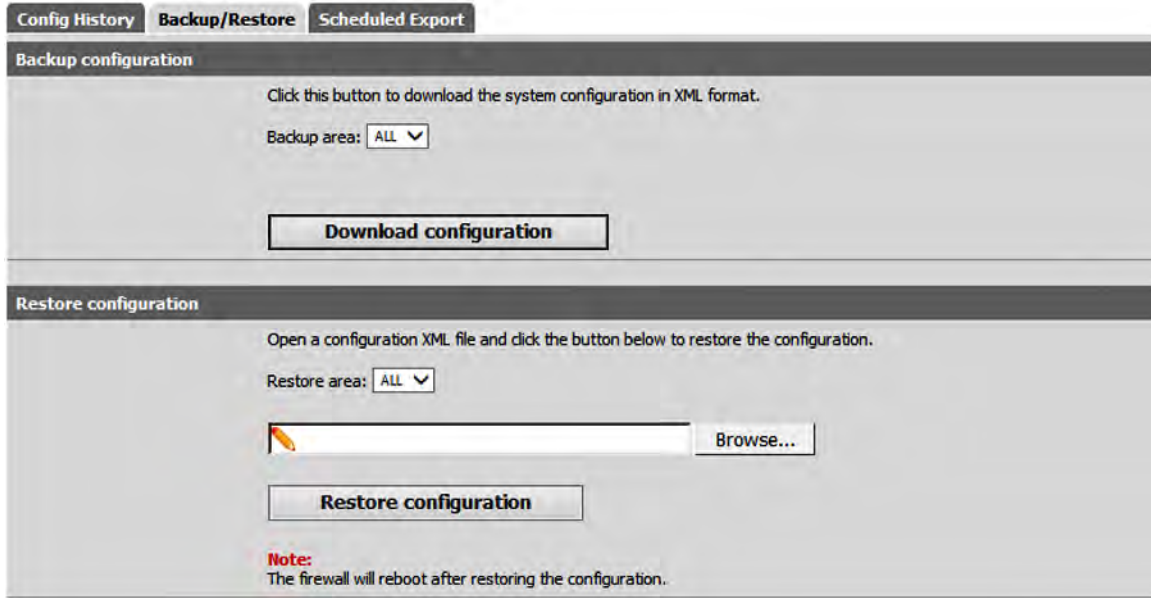 Config History Backup/Restore Scheduled Export
Backup configuration
Click this button to download the system configuration in XML format.
Backup area: ALL
Download configuration
Restore configuration
Open a configuration XML file and click the button below to restore the configuration.
Restore area: ALL
Browse...
Restore configuration
Note:
The firewall will reboot after restoring the configuration.